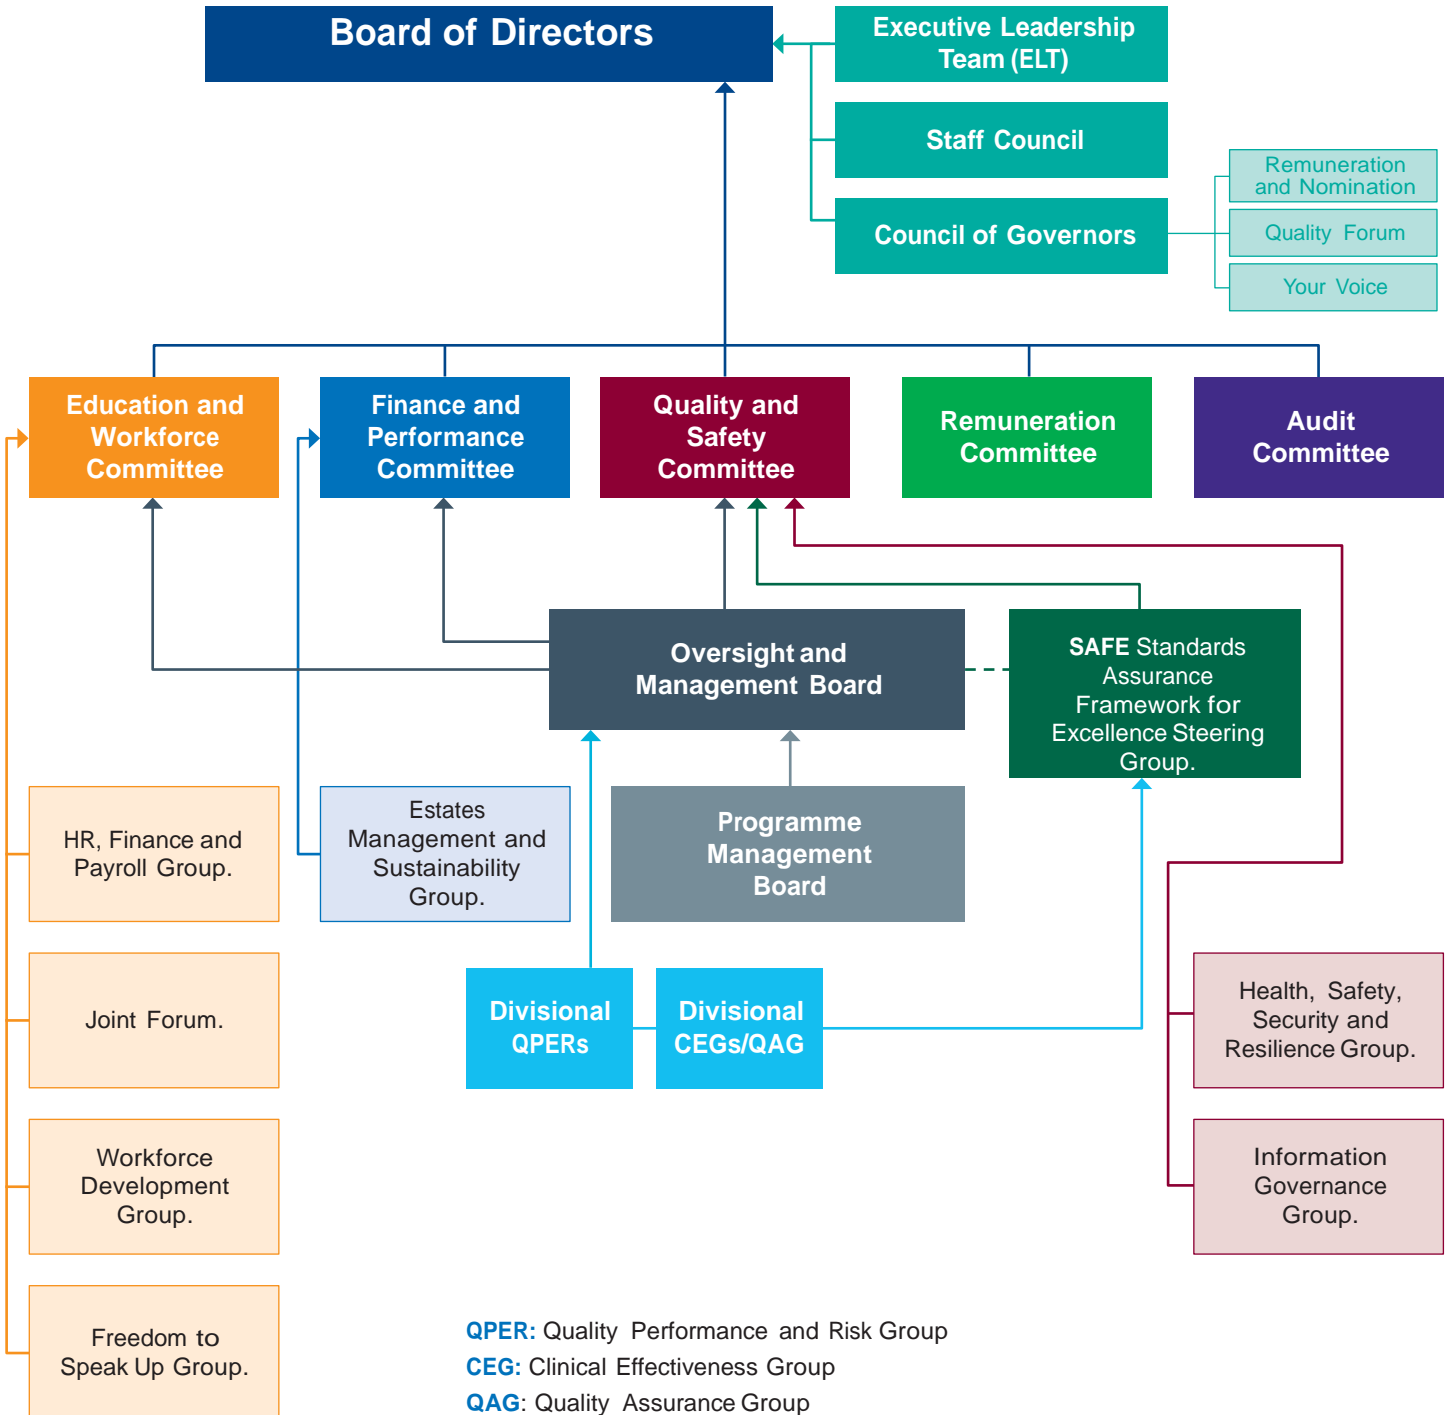 Board of Directors
Executive Leadership
Team (ELT)
Staff Council
Council of Governors
Remuneration
and Nomination
Quality Forum
Your Voice
Education and
Workforce
Committee
Finance and
Performance
Committee
Quality and
Safety
Committee
Remuneration
Committee
Audit
Committee
Oversight and
Management Board
SAFE Standards
Assurance
Framework for
Excellence Steering
Group.
HR, Finance and
Payroll Group.
Estates
Management and
Sustainability
Group.
Programme
Management
Board
Joint Forum.
Divisional
QPERs
Divisional
CEGs/QAG
Health, Safety,
Security and
Resilience Group.
Workforce
Development
Group.
Information
Governance
Group.
Freedom to
Speak Up Group.
QPER: Quality Performance and Risk Group
CEG: Clinical Effectiveness Group
QAG: Quality Assurance Group